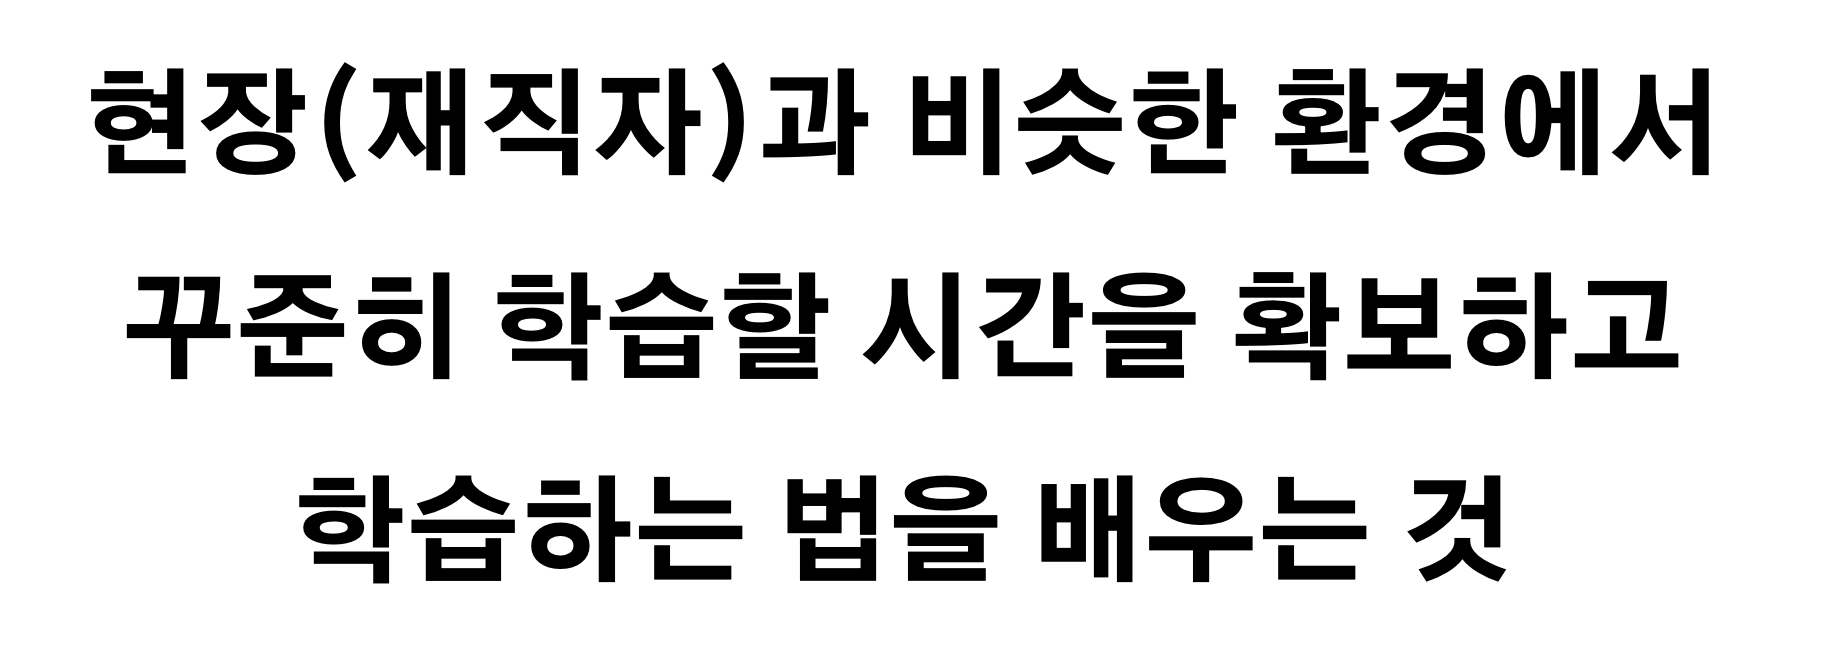 현장(재직자)과 비슷한 환경에서
꾸준히 학습할 시간을 확보하고
학습하는 법을 배우는 것